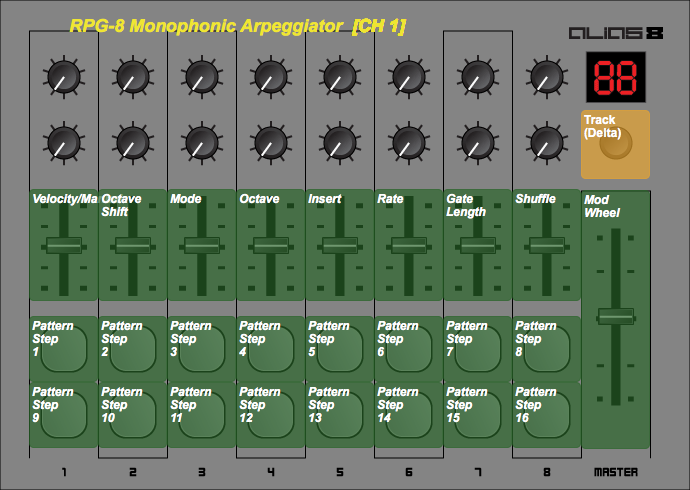 RPG-8 Monophonic Arpeggiator [CH 1]
ALIAS 8
88
Track
(Delta)
Velocity/Ma
Octave
Shift
Mode
Octave
Insert
Rate
Gate
Length
Shuffle
Mod
Wheel
Pattern
Step
1
Pattern
Step
2
Pattern
Step
3
Pattern
Step
4
Pattern
Step
5
Pattern
Step
6
Pattern
Step
7
Pattern
Step
8
Pattern
Step
9
Pattern
Step
10
Pattern
Step
11
Pattern
Step
12
Pattern
Step
13
Pattern
Step
14
Pattern
Step
15
Pattern
Step
16
1 2 3 4 5 6 7 8 MASTER